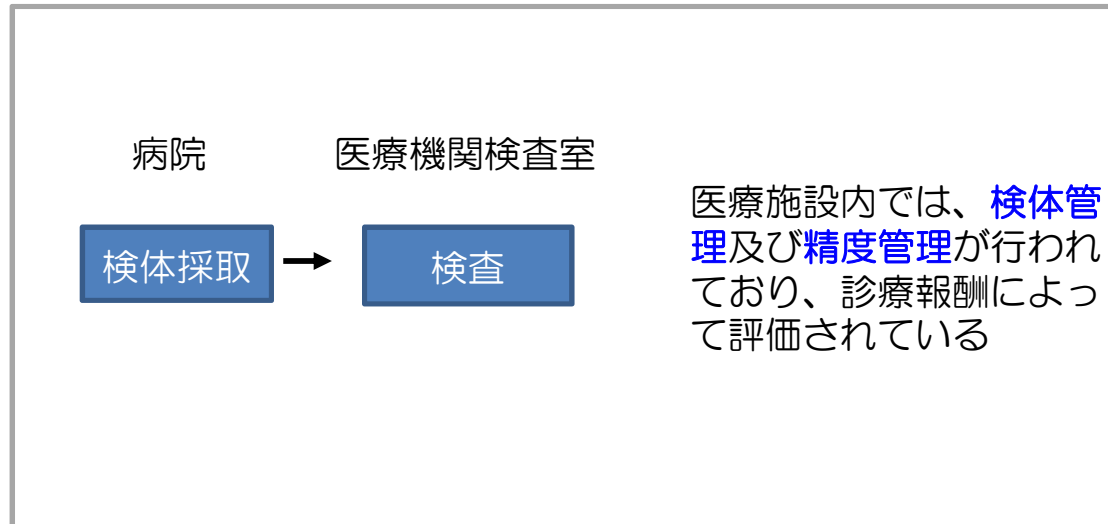 病院
医療機関検査室
検体採取
検査
医療施設内では、検体管
理及び精度管理が行われ
ており、診療報酬によっ
て評価されている